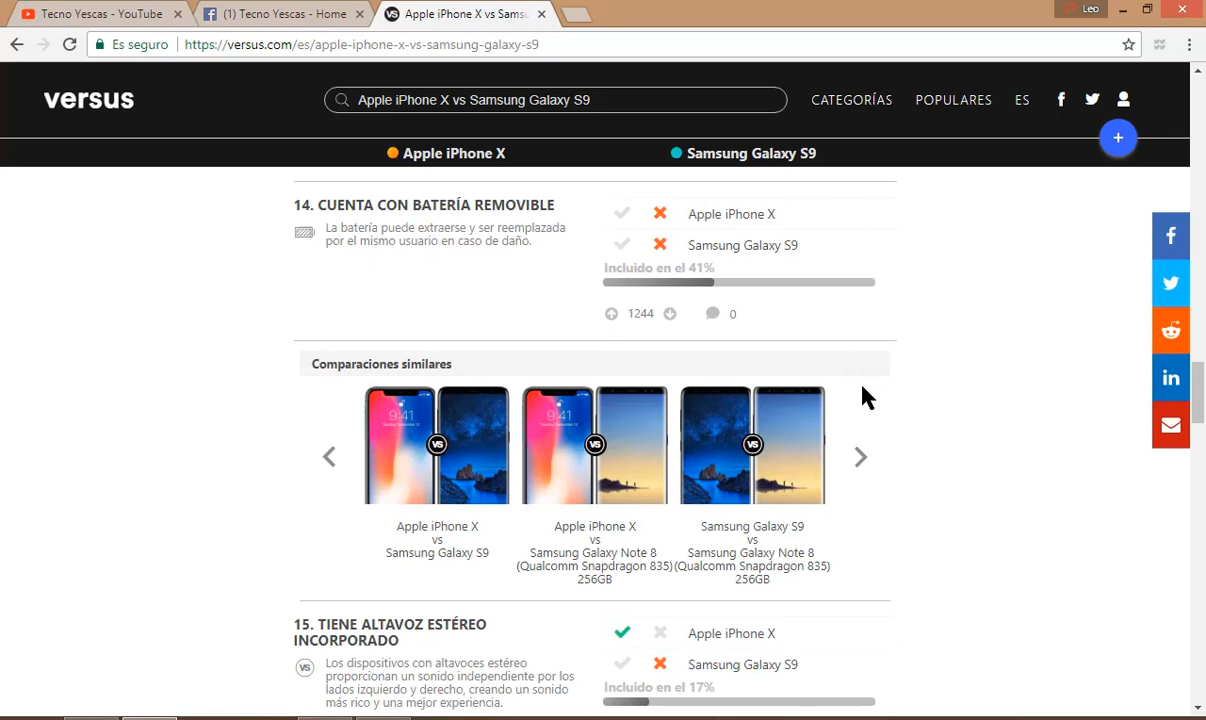 Tecno Yescas - YouTube
(1) Tecno Yescas - Home
Apple iPhone X vs Samsu
Leo
Es seguro
https://versus.com/es/apple-iphone-x-vs-samsung-galaxy-s9
versus
Apple iPhone X vs Samsung Galaxy S9
CATEGORÍAS
POPULARES
ES
Apple iPhone X
Samsung Galaxy S9
14. CUENTA CON BATERÍA REMOVIBLE
La batería puede extraerse y ser reemplazada
por el mismo usuario en caso de daño.
Apple iPhone X
Samsung Galaxy S9
Incluido en el 41%
1244
0
Comparaciones similares
9:41
9:41
VS
VS
VS
Apple iPhone X
vs
Samsung Galaxy S9
Apple iPhone X
vs
Samsung Galaxy Note 8
(Qualcomm Snapdragon 835)
256GB
Samsung Galaxy S9
vs
Samsung Galaxy Note 8
(Qualcomm Snapdragon 835)
256GB
15. TIENE ALTAVOZ ESTÉREO
INCORPORADO
VS
Los dispositivos con altavoces estéreo
proporcionan un sonido independiente por los
lados izquierdo y derecho, creando un sonido
más rico y una mejor experiencia.
Apple iPhone X
Samsung Galaxy S9
Incluido en el 17%